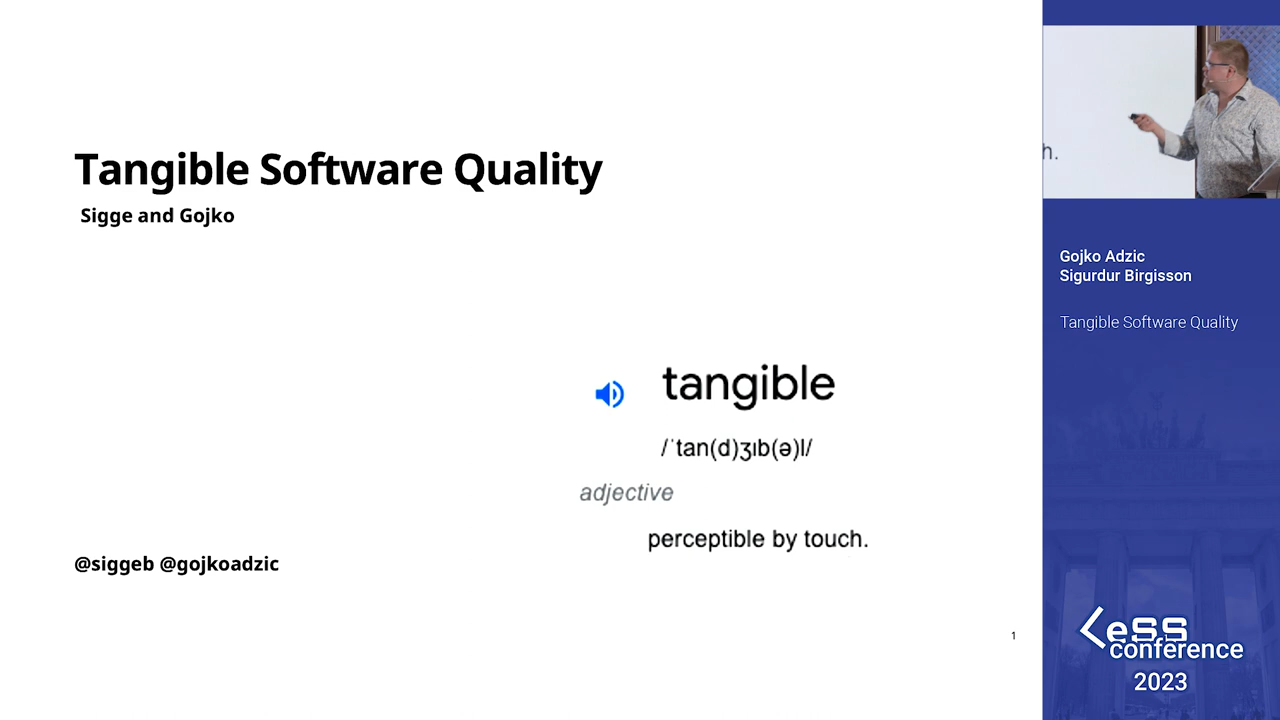 Tangible Software Quality
Sigge and Gojko
tangible
/ˈtan(d)ʒɪb(ə)l/
adjective
perceptible by touch.
@siggeb @gojkoadzic
1
h.
Gojko Adzic
Sigurdur Birgisson
Tangible Software Quality
LeSS
conference
2023